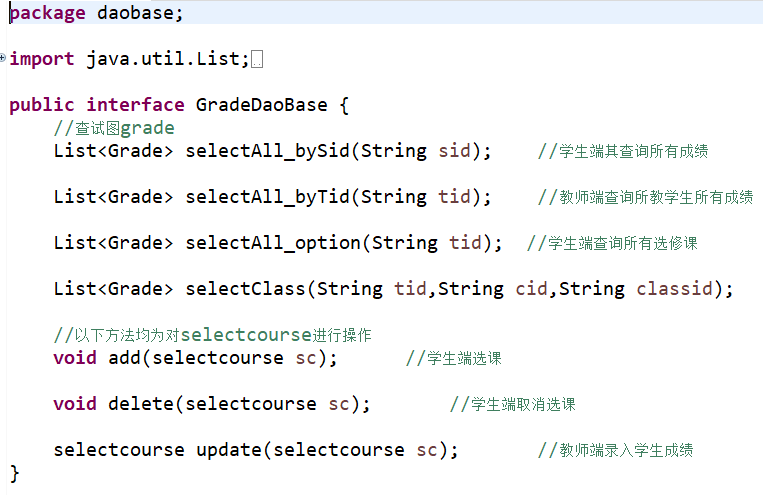 package daobase;
import java.util.List;
public interface GradeDaoBase {
//查试图grade
List<Grade> selectAll_bySid(String sid); //学生端其查询所有成绩
List<Grade> selectAll_byTid(String tid); //教师端查询所教学生所有成绩
List<Grade> selectAll_option(String tid); //学生端查询所有选修课
List<Grade> selectClass(String tid,String cid,String classid);
//以下方法均为对selectcourse进行操作
void add(selectcourse sc); //学生端选课
void delete(selectcourse sc); //学生端取消选课
selectcourse update(selectcourse sc); //教师端录入学生成绩
}